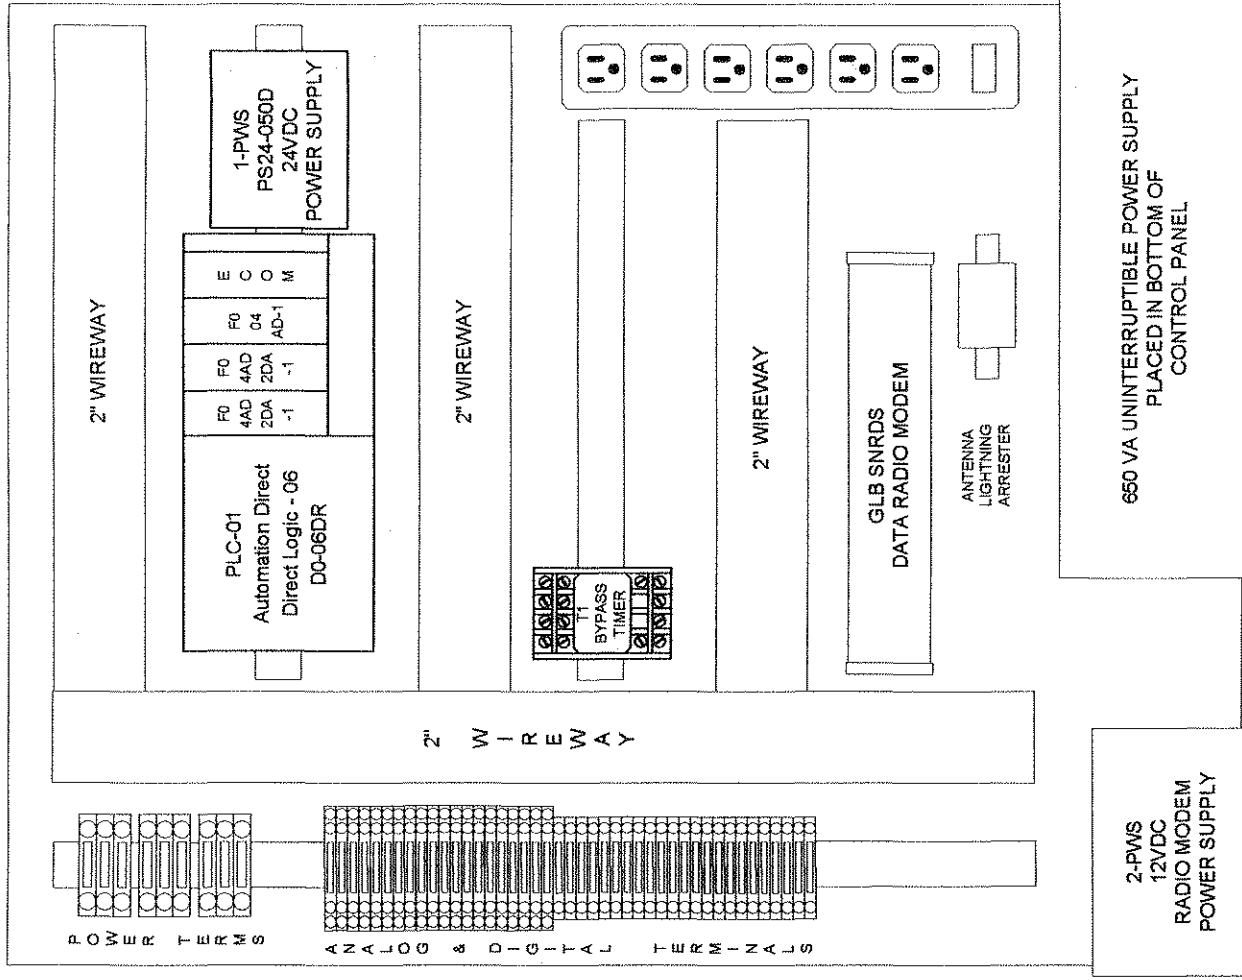 POWER TERMS
2" WIREWAY
PLC-01
Automation Direct
Direct Logic - 06
D0-06DR
F0
4AD
2DA
-1
F0
4AD
2DA
-1
F0
04
AD-1
ECOM
1-PWS
PS24-050D
24VDC
POWER SUPPLY
ANALOG & DIGITAL TERMINALS
2" WIREWAY
2" WIREWAY
T1
BYPASS
TIMER
2" WIREWAY
GLB SNRDS
DATA RADIO MODEM
ANTENNA
LIGHTNING
ARRESTER
2-PWS
12VDC
RADIO MODEM
POWER SUPPLY
650 VA UNINTERRUPTIBLE POWER SUPPLY
PLACED IN BOTTOM OF
CONTROL PANEL